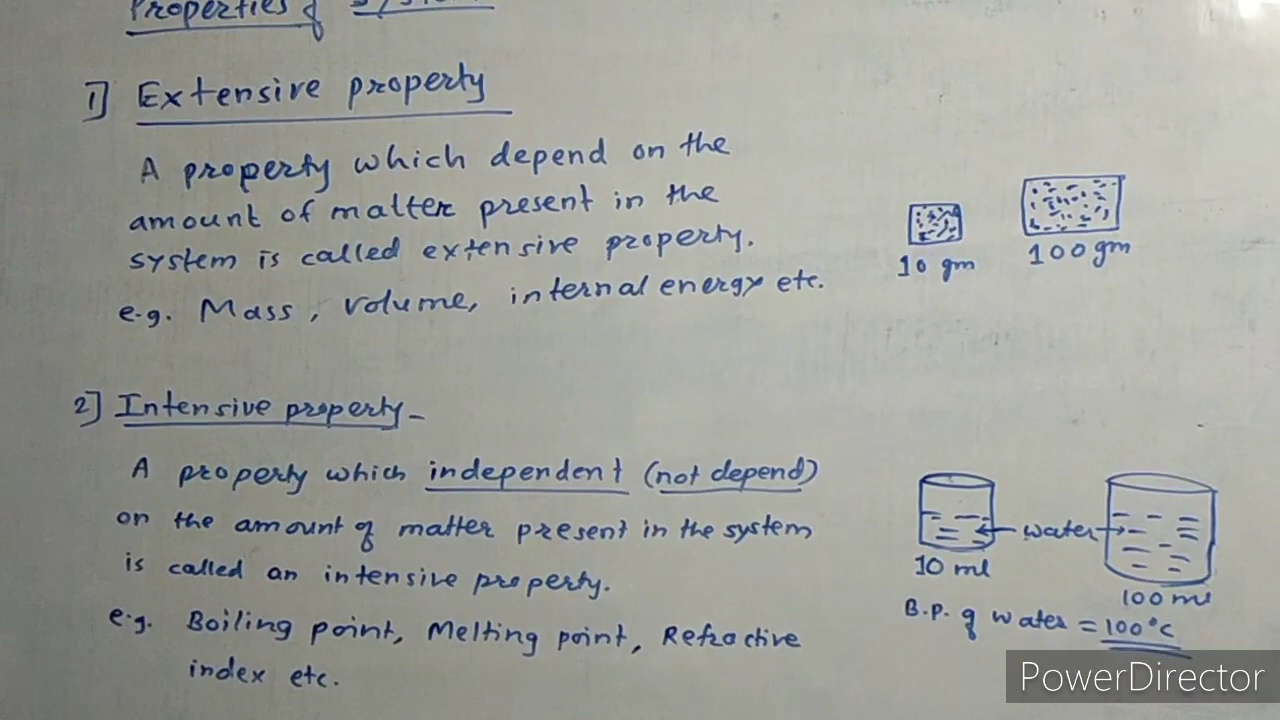 Properties of System
1] Extensive property
A property which depend on the
amount of matter present in the
system is called extensive property.
e.g. Mass, volume, internal energy etc.
10 gm
100 gm
2] Intensive property-
A property which independent (not depend)
on the amount of matter present in the system
is called an intensive property.
e.g. Boiling point, Melting point, Refractive
index etc.
water
10 ml
100 ml
B.P. of water = 100°C
PowerDirector